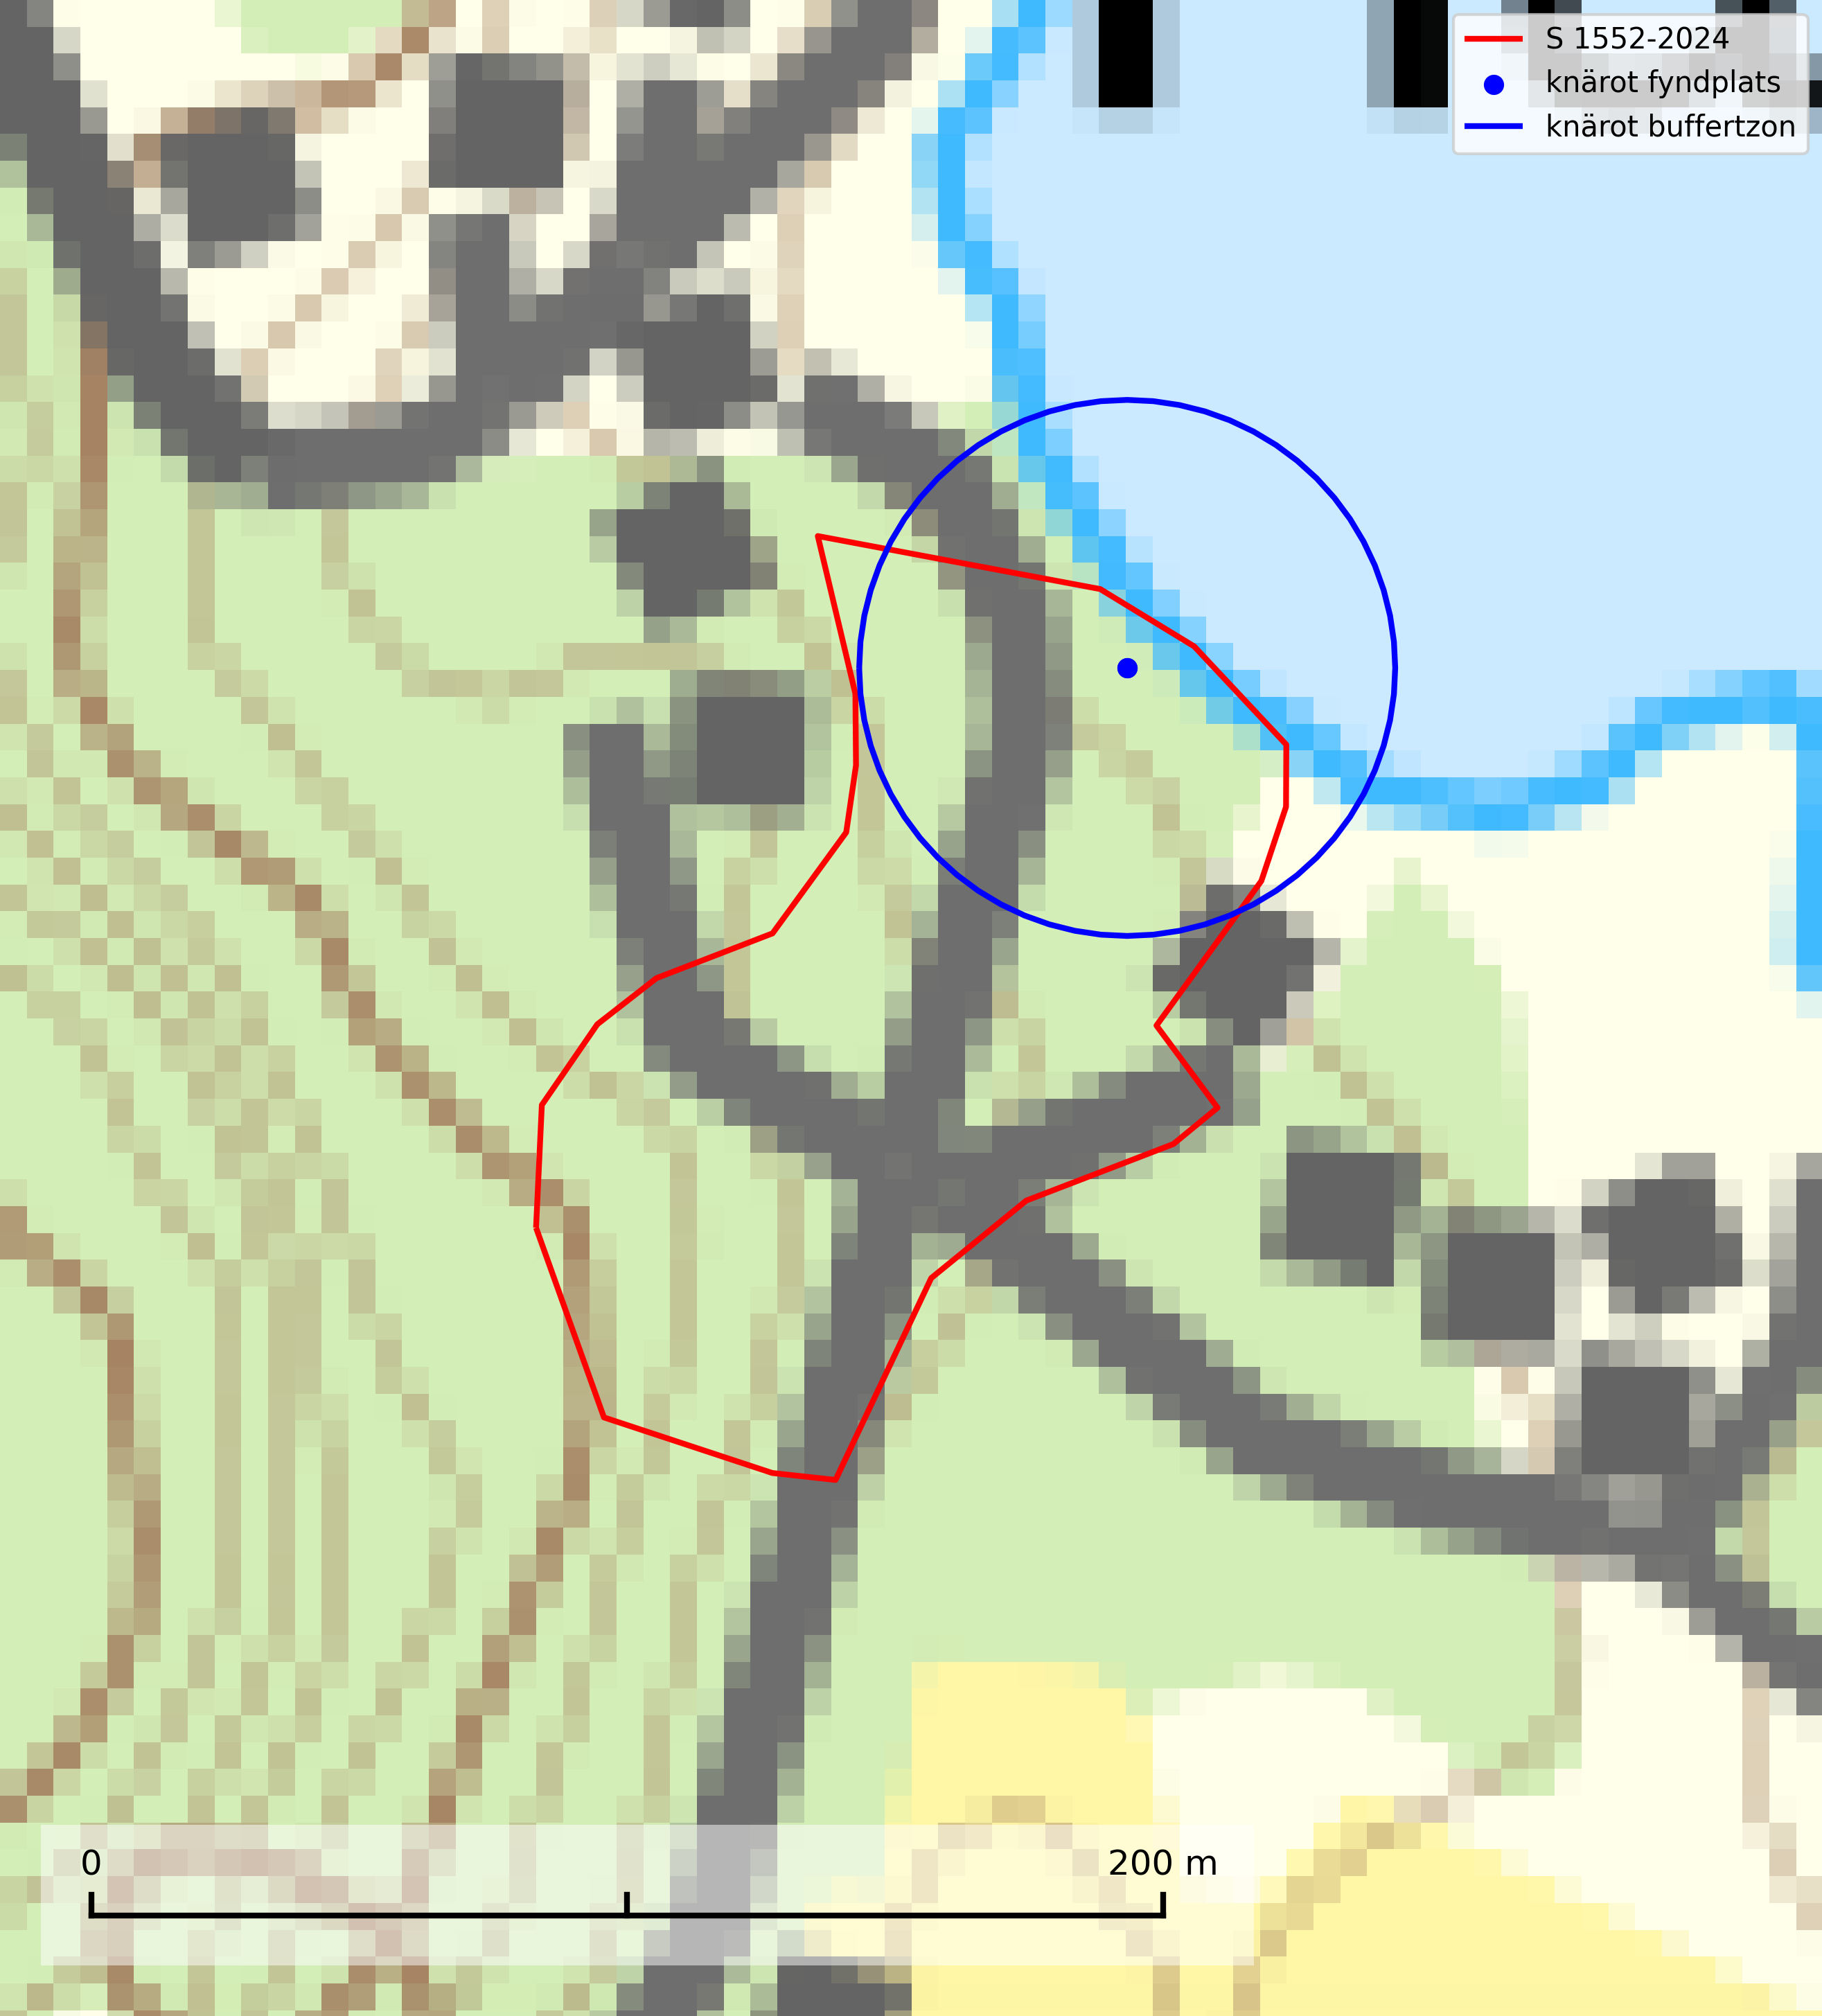 S 1552-2024
knärot fyndplats
knärot buffertzon
0 200 m